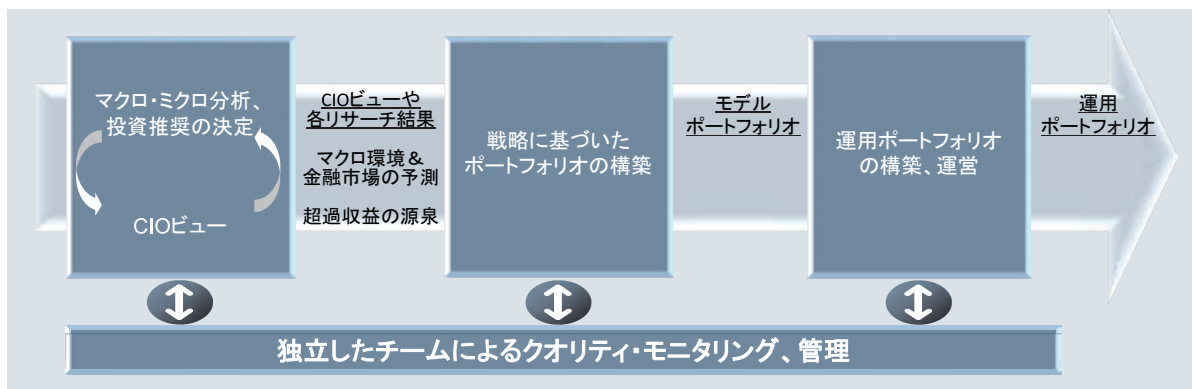 マクロ・ミクロ分析、
投資推奨の決定
CIOビュー
CIOビューや
各リサーチ結果
マクロ環境＆
金融市場の予測
超過収益の源泉
戦略に基づいた
ポートフォリオの構築
モデル
ポートフォリオ
運用ポートフォリオ
の構築、運営
運用
ポートフォリオ
独立したチームによるクオリティ・モニタリング、管理